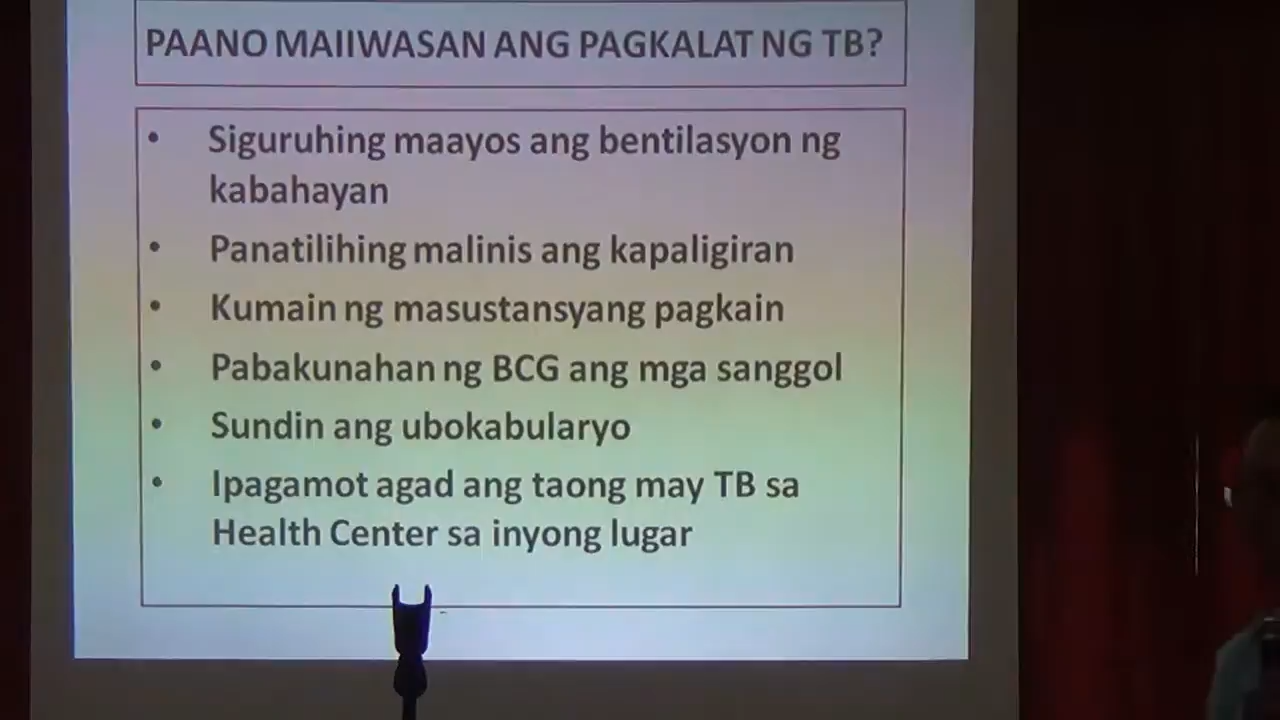 PAANO MAIIWASAN ANG PAGKALAT NG TB?
• Siguruhing maayos ang bentilasyon ng
kabahayan
• Panatilihing malinis ang kapaligiran
• Kumain ng masustansyang pagkain
• Pabakunahan ng BCG ang mga sanggol
• Sundin ang ubokabularyo
• Ipagamot agad ang taong may TB sa
Health Center sa inyong lugar